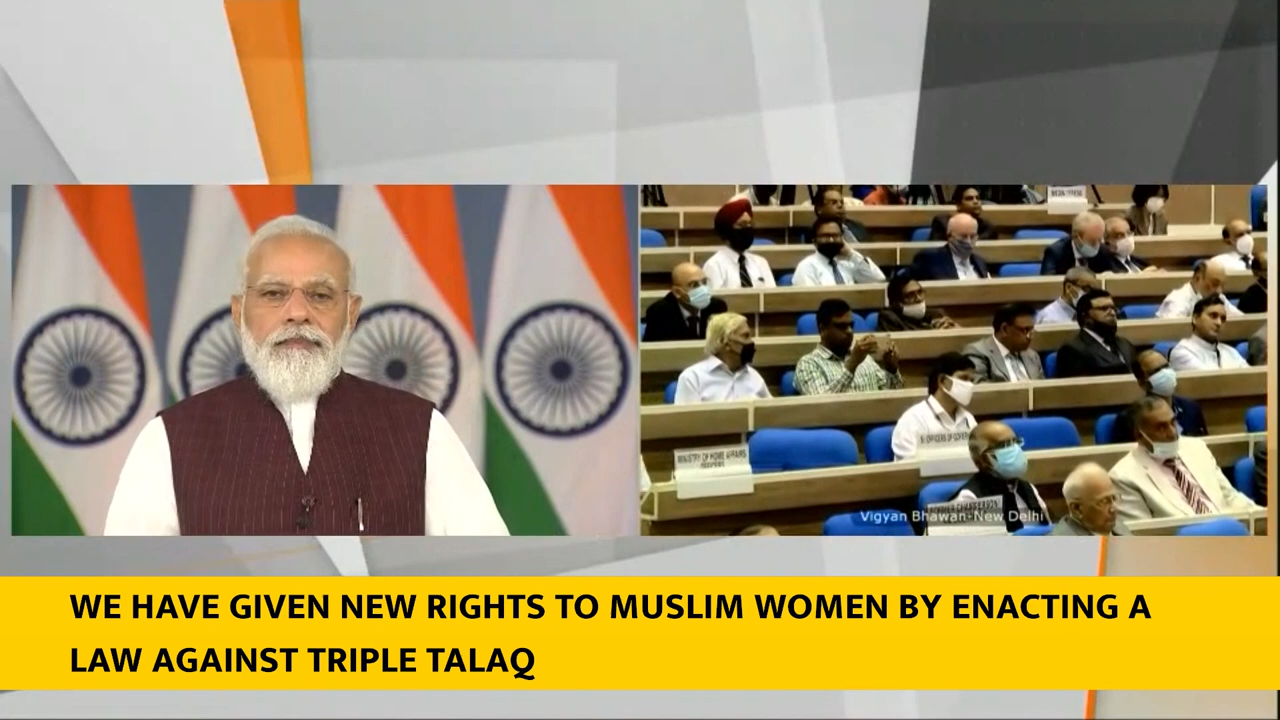 MINISTRY OF HOME AFFAIRS
OFFICERS
Vigyan Bhawan-New Delhi
WE HAVE GIVEN NEW RIGHTS TO MUSLIM WOMEN BY ENACTING A
LAW AGAINST TRIPLE TALAQ